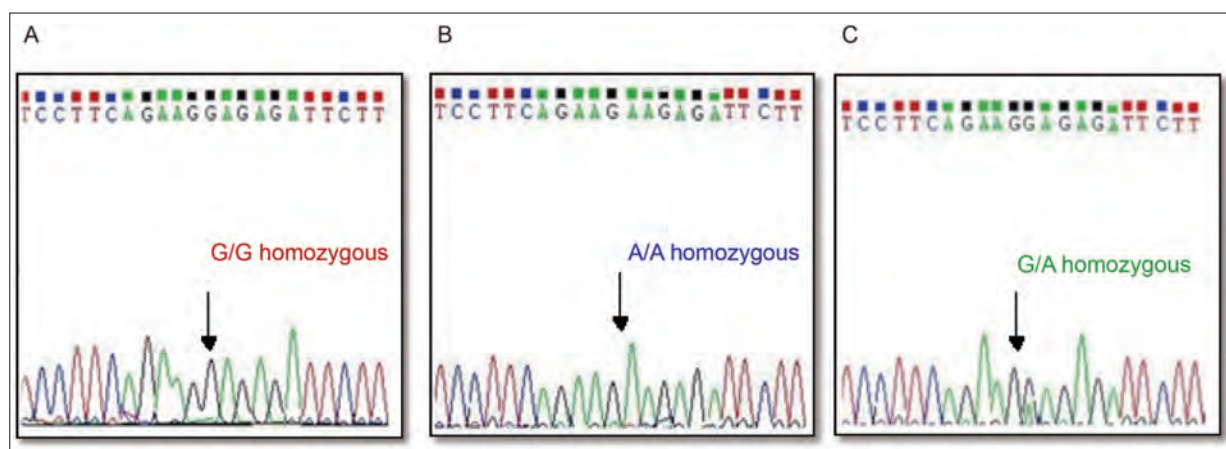 A
TCCTTCAGAAGGAGAGATTCTT
G/G homozygous
B
TCCTTCAGAAGAAGAGATTCTT
A/A homozygous
C
TCCTTCAGAAGGAGAGATTCTT
G/A homozygous